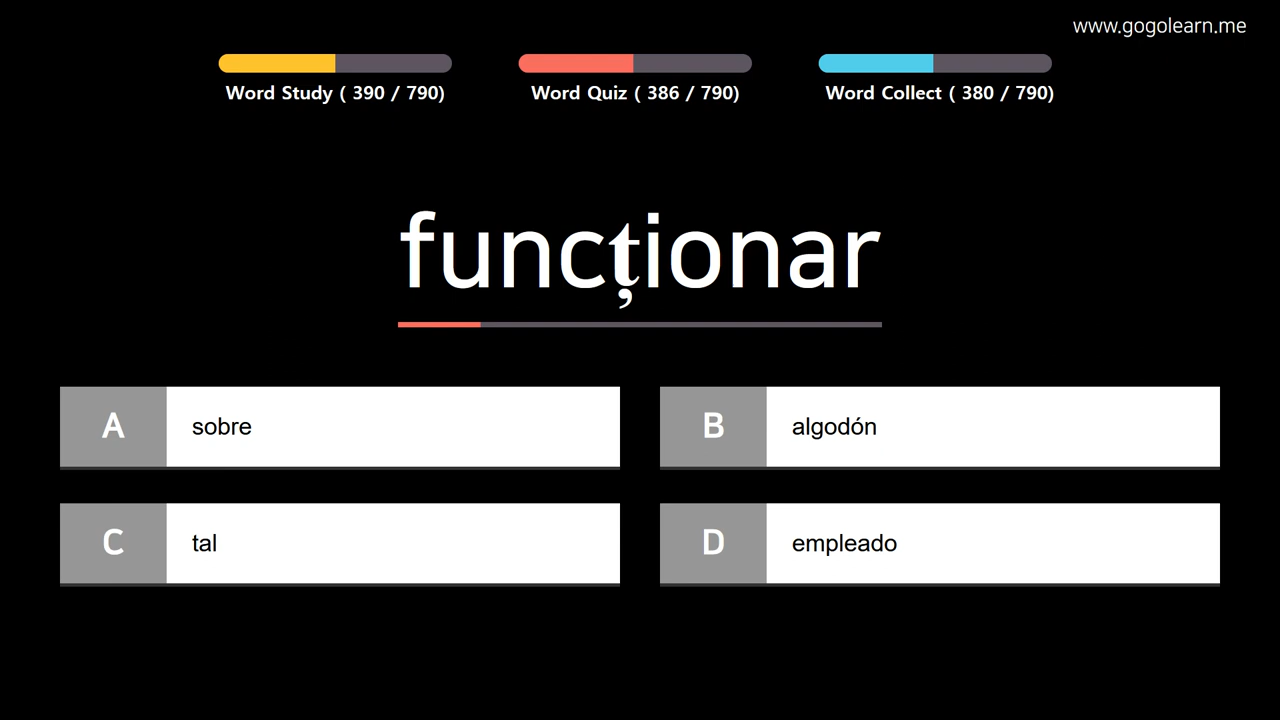 www.gogolearn.me
Word Study ( 390 / 790)
Word Quiz ( 386 / 790)
Word Collect ( 380 / 790)
funcționar
A
sobre
B
algodón
C
tal
D
empleado